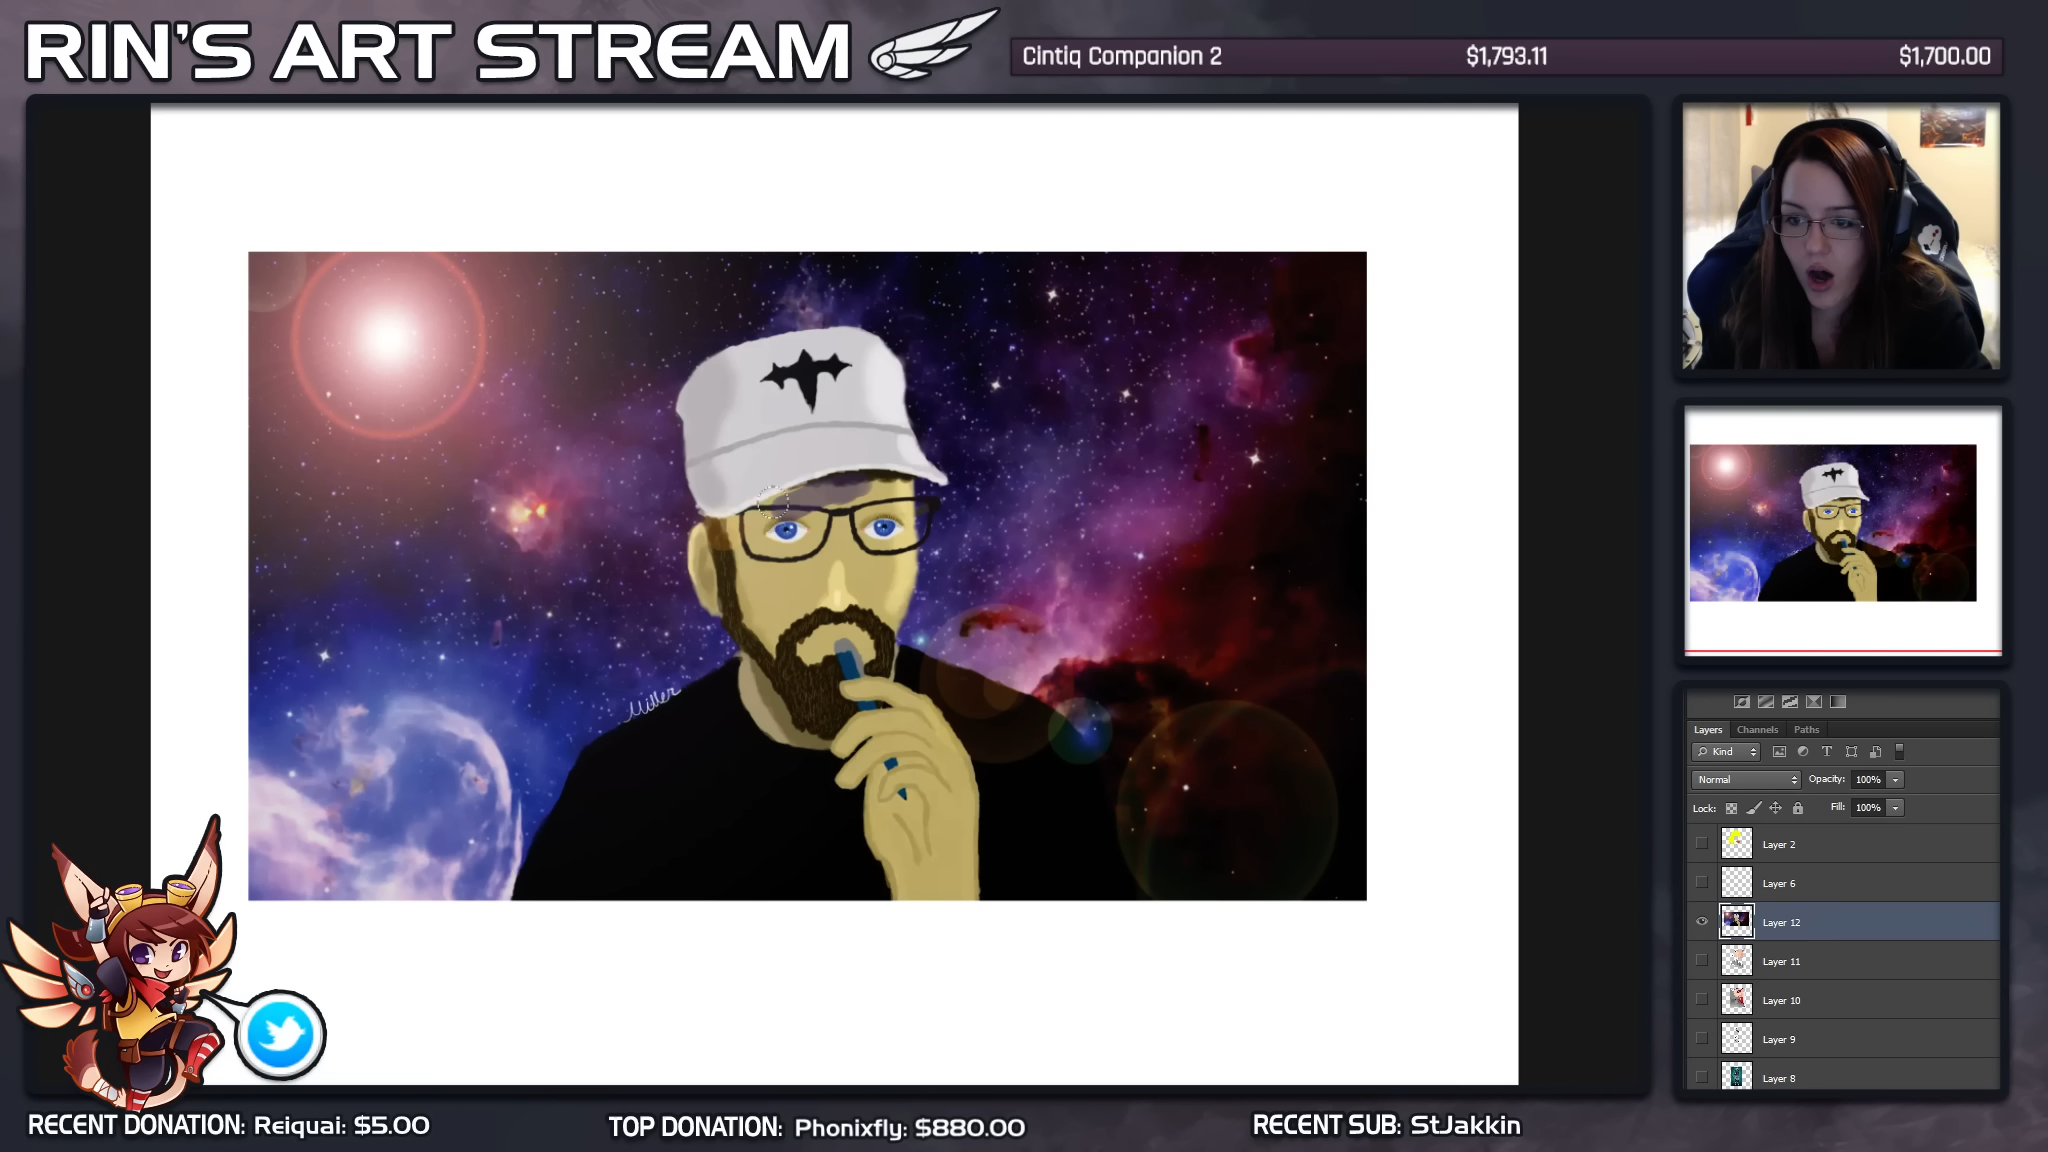 RIN'S ART STREAM
Cintiq Companion 2 $1,793.11 $1,700.00
Miller
Layers Channels Paths
Kind
Normal Opacity: 100%
Lock: Fill: 100%
Layer 2
Layer 6
Layer 12
Layer 11
Layer 10
Layer 9
Layer 8
RECENT DONATION: Reiquai: $5.00
TOP DONATION: Phonixfly: $880.00
RECENT SUB: StJakkin